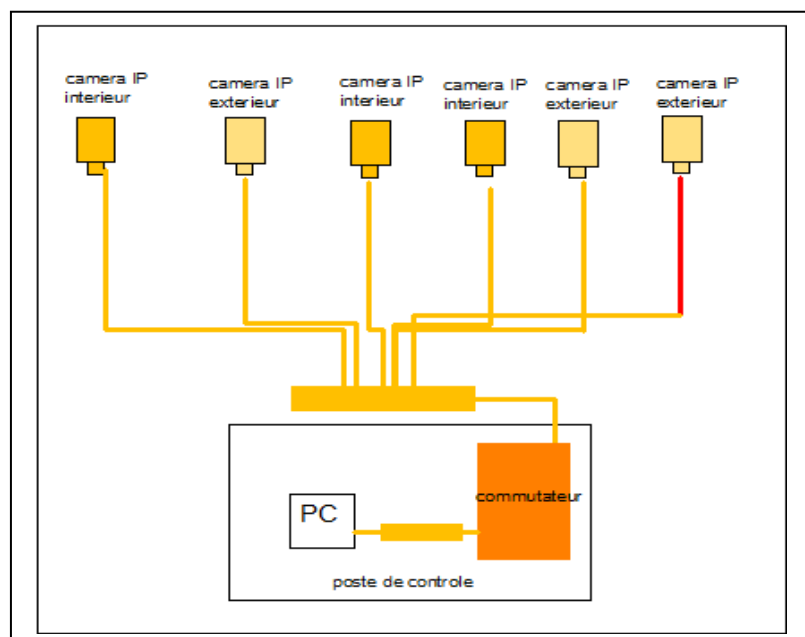 camera IP
interieur
camera IP
exterieur
camera IP
interieur
camera IP
interieur
camera IP
exterieur
camera IP
exterieur
commutateur
PC
poste de controle